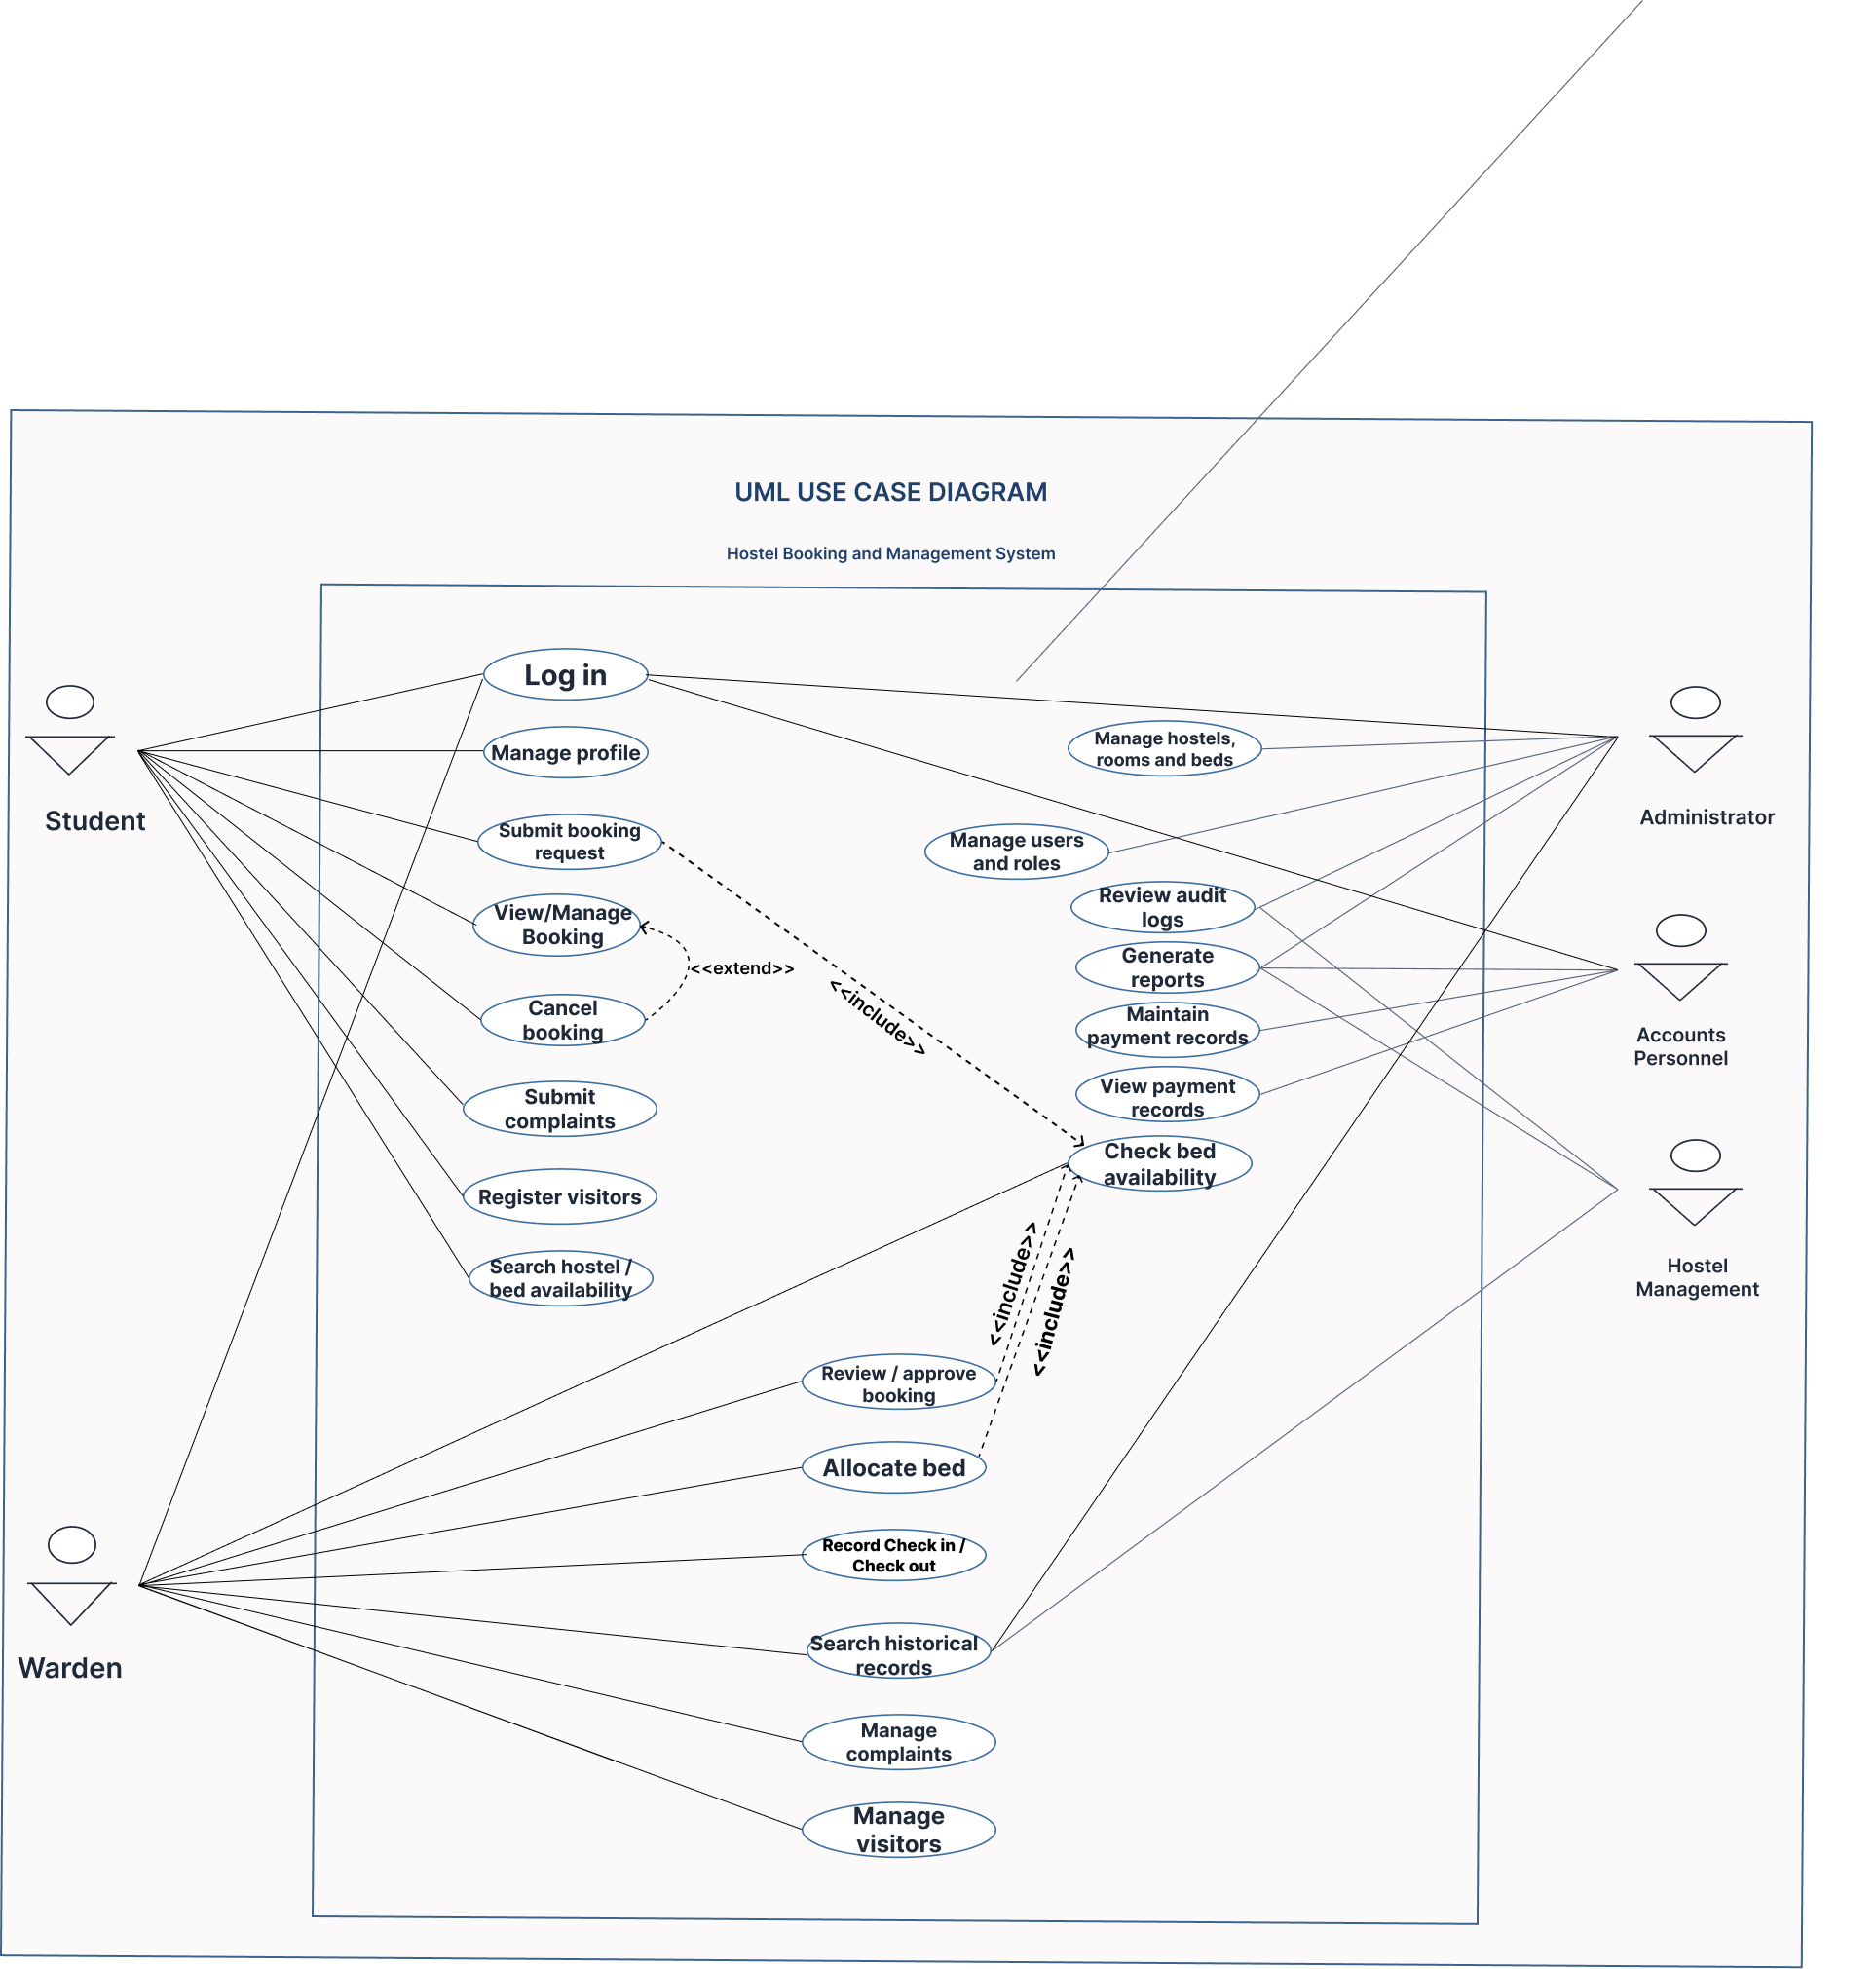 UML USE CASE DIAGRAM
Hostel Booking and Management System
Log in
Manage profile
Submit booking
request
View/Manage
Booking
<<extend>>
Cancel
booking
<<include>>
Submit
complaints
Register visitors
Search hostel /
bed availability
Student
Manage hostels,
rooms and beds
Manage users
and roles
Review audit
logs
Generate
reports
Maintain
payment records
View payment
records
Check bed
availability
<<include>>
<<include>>
Administrator
Accounts
Personnel
Hostel
Management
Review / approve
booking
Allocate bed
Record Check in /
Check out
Search historical
records
Manage
complaints
Manage
visitors
Warden